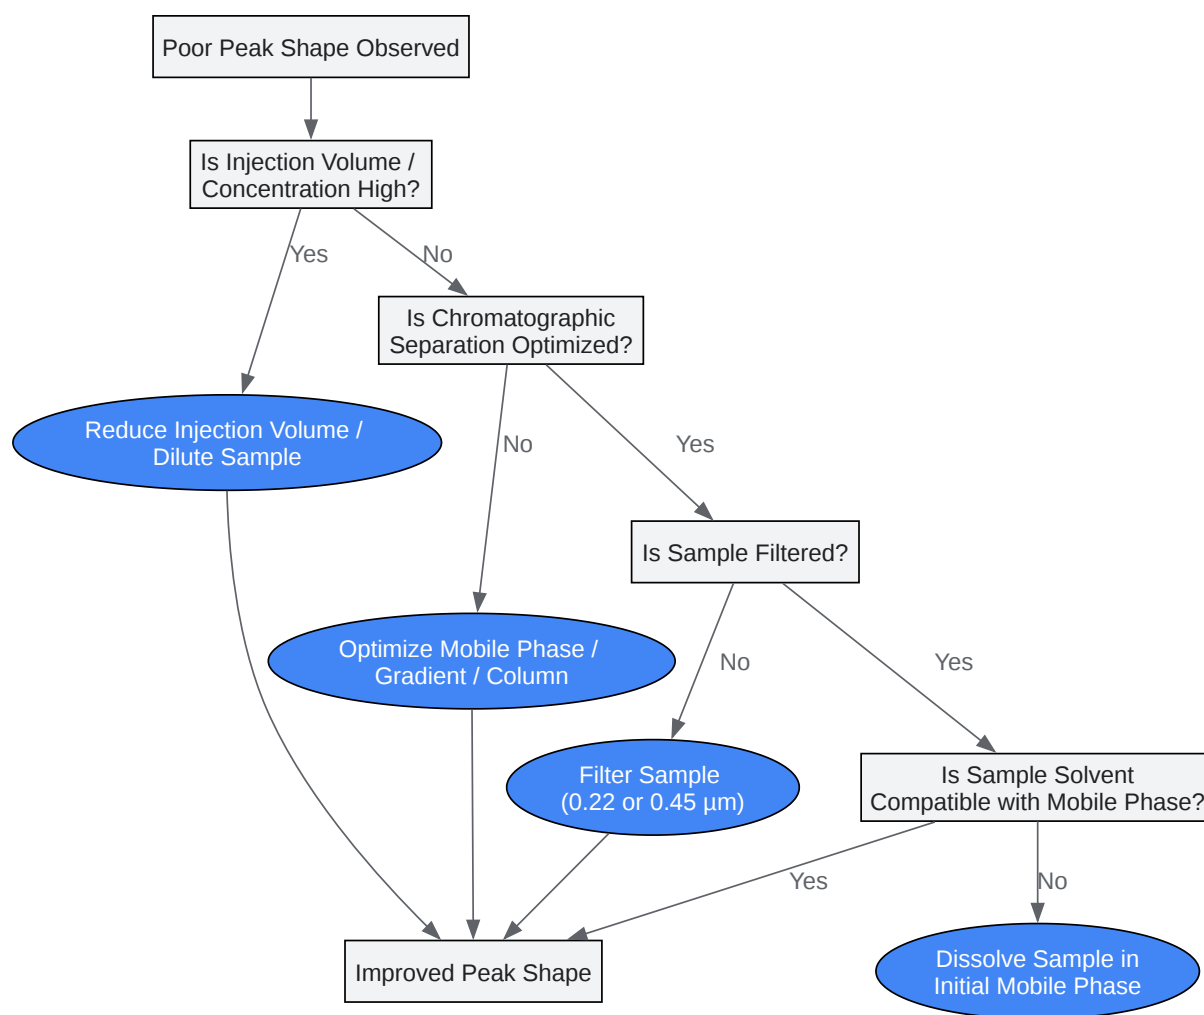 Poor Peak Shape Observed
Is Injection Volume /
Concentration High?
Yes
No
Is Chromatographic
Separation Optimized?
Reduce Injection Volume /
Dilute Sample
No
Yes
Is Sample Filtered?
Optimize Mobile Phase /
Gradient / Column
No
Yes
Filter Sample
(0.22 or 0.45 µm)
Is Sample Solvent
Compatible with Mobile Phase?
Yes
No
Improved Peak Shape
Dissolve Sample in
Initial Mobile Phase